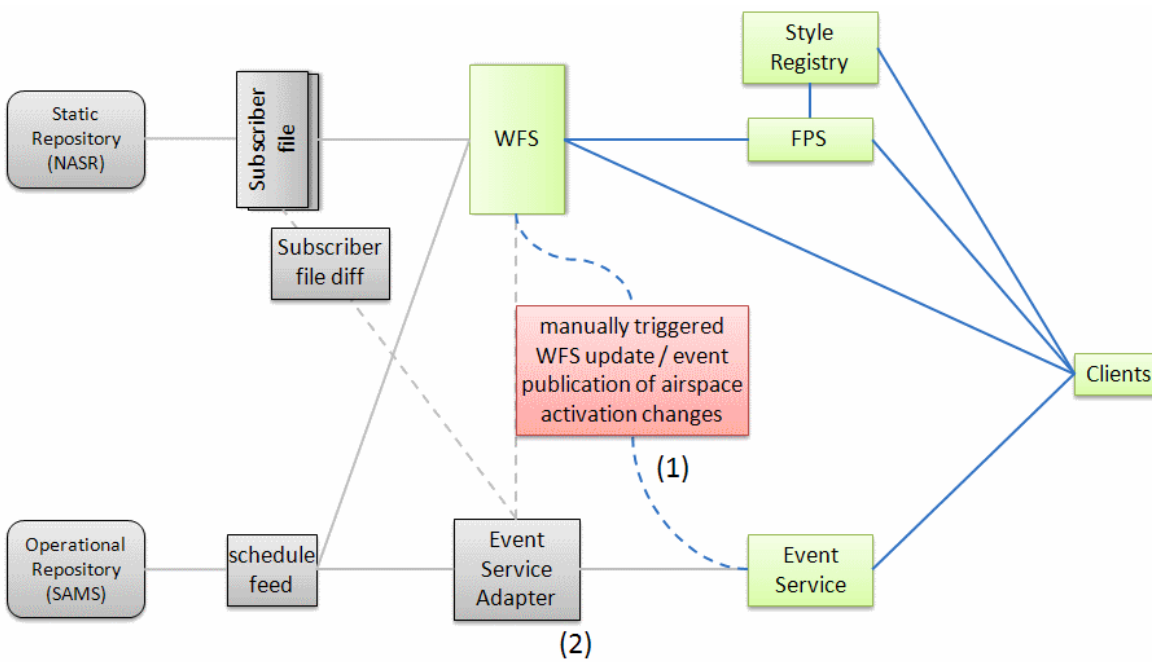 Style
Registry
Static
Repository
(NASR)
Subscriber
file
WFS
FPS
Subscriber
file diff
manually triggered
WFS update / event
publication of airspace
activation changes
Clients
(1)
Operational
Repository
(SAMS)
schedule
feed
Event
Service
Adapter
Event
Service
(2)